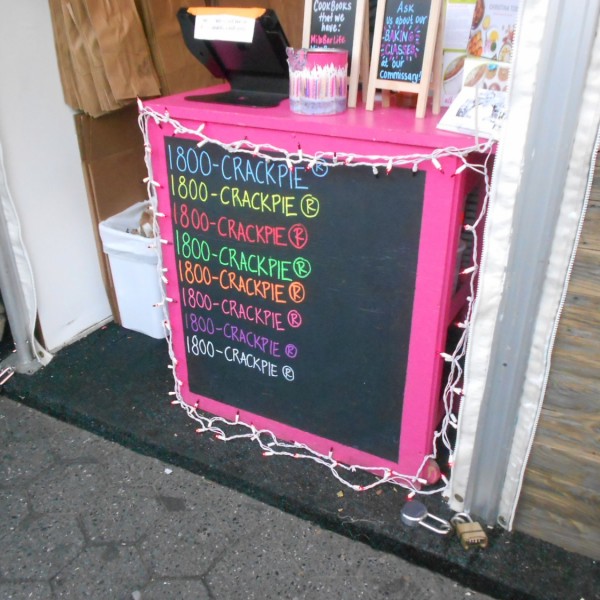 COOKBOOKS
that we
have:
MilkBarLife
ASK
us about our
BAKING
CLASSES
at our
commissary!
1800-CRACKPIE®
1800-CRACKPIE®
1800-CRACKPIE®
1800-CRACKPIE®
1800-CRACKPIE®
1800-CRACKPIE®
1800-CRACKPIE®
1800-CRACKPIE®